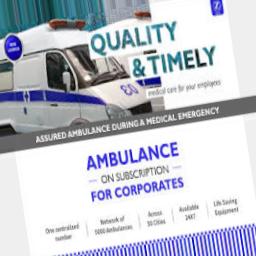 QUALITY
& TIMELY
medical care for your employees
ASSURED AMBULANCE DURING A MEDICAL EMERGENCY
AMBULANCE
ON SUBSCRIPTION
FOR CORPORATES
One centralized number
Network of 5000 Ambulances
Across 50 Cities
Available 24X7
Life Saving Equipment